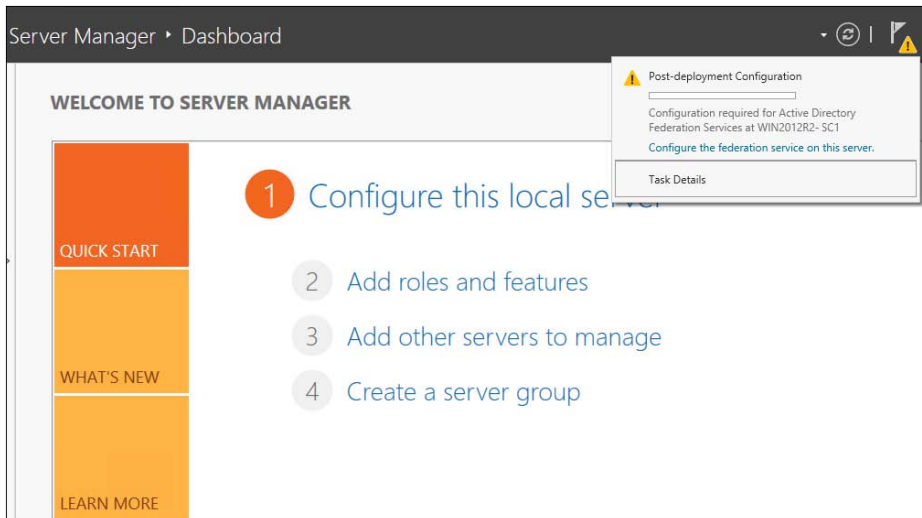 Server Manager • Dashboard
Post-deployment Configuration
Configuration required for Active Directory
Federation Services at WIN2012R2- SC1
Configure the federation service on this server.
Task Details
WELCOME TO SERVER MANAGER
QUICK START
WHAT'S NEW
LEARN MORE
1 Configure this local server
2 Add roles and features
3 Add other servers to manage
4 Create a server group